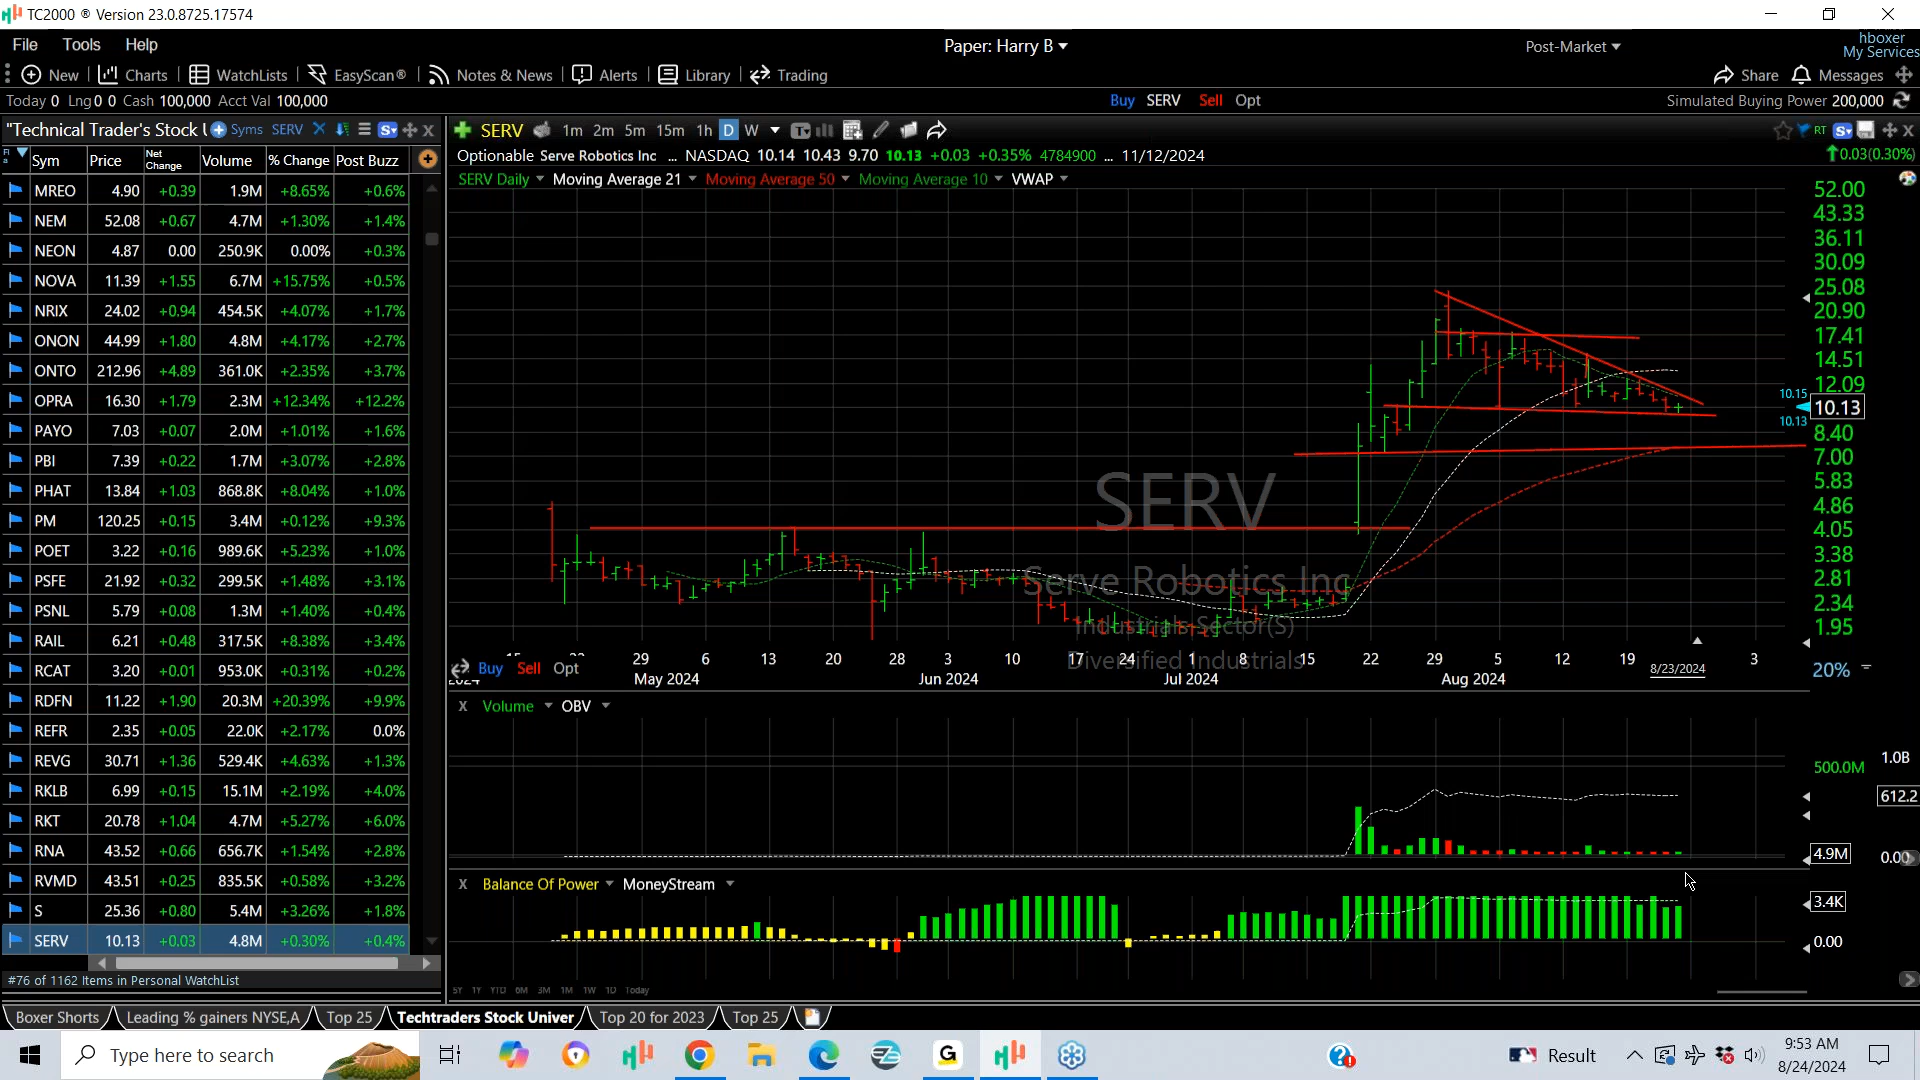 TC2000 ® Version 23.0.8725.17574
File Tools Help
Paper: Harry B
Post-Market
hboxer
My Services
New Charts WatchLists EasyScan® Notes & News Alerts Library Trading
Share Messages
Today 0 Lng 0 0 Cash 100,000 Acct Val 100,000
Buy SERV Sell Opt
Simulated Buying Power 200,000
"Technical Trader's Stock U Syms SERV
SERV 1m 2m 5m 15m 1h D W
RT
Optionable Serve Robotics Inc ... NASDAQ 10.14 10.43 9.70 10.13 +0.03 +0.35% 4784900 ... 11/12/2024
0.03(0.30%)
SERV Daily Moving Average 21 Moving Average 50 Moving Average 10 VWAP
Sym Price Net Change Volume % Change Post Buzz
MREO 4.90 +0.39 1.9M +8.65% +0.6%
NEM 52.08 +0.67 4.7M +1.30% +1.4%
NEON 4.87 0.00 250.9K 0.00% +0.3%
NOVA 11.39 +1.55 6.7M +15.75% +0.5%
NRIX 24.02 +0.94 454.5K +4.07% +1.7%
ONON 44.99 +1.80 4.8M +4.17% +2.7%
ONTO 212.96 +4.89 361.0K +2.35% +3.7%
OPRA 16.30 +1.79 2.3M +12.34% +12.2%
PAYO 7.03 +0.07 2.0M +1.01% +1.6%
PBI 7.39 +0.22 1.7M +3.07% +2.8%
PHAT 13.84 +1.03 868.8K +8.04% +1.0%
PM 120.25 +0.15 3.4M +0.12% +9.3%
POET 3.22 +0.16 989.6K +5.23% +1.0%
PSFE 21.92 +0.32 299.5K +1.48% +3.1%
PSNL 5.79 +0.08 1.3M +1.40% +0.4%
RAIL 6.21 +0.48 317.5K +8.38% +3.4%
RCAT 3.20 +0.01 953.0K +0.31% +0.2%
RDFN 11.22 +1.90 20.3M +20.39% +9.9%
REFR 2.35 +0.05 22.0K +2.17% 0.0%
REVG 30.71 +1.36 529.4K +4.63% +1.3%
RKLB 6.99 +0.15 15.1M +2.19% +4.0%
RKT 20.78 +1.04 4.7M +5.27% +6.0%
RNA 43.52 +0.66 656.7K +1.54% +2.8%
RVMD 43.51 +0.25 835.5K +0.58% +3.2%
S 25.36 +0.80 5.4M +3.26% +1.8%
SERV 10.13 +0.03 4.8M +0.30% +0.4%
#76 of 1162 Items in Personal WatchList
52.00
43.33
36.11
30.09
25.08
20.90
17.41
14.51
12.09
10.15
10.13
10.13
8.40
7.00
5.83
4.86
4.05
3.38
2.81
2.34
1.95
20%
SERV
Serve Robotics Inc
Industrials Sector(S)
Diversified Industrials
29 6 13 20 28 3 10 17 24 1 8 15 22 29 5 12 19 3
8/23/2024
Buy Sell Opt
May 2024 Jun 2024 Jul 2024 Aug 2024
X Volume OBV
1.0B
500.0M
612.2
4.9M
0.00
X Balance Of Power MoneyStream
3.4K
0.00
5Y 1Y YTD 6M 3M 1M 1W 1D Today
Boxer Shorts Leading % gainers NYSE,A Top 25 Techtraders Stock Univer Top 20 for 2023 Top 25
Type here to search
Result
9:53 AM
8/24/2024